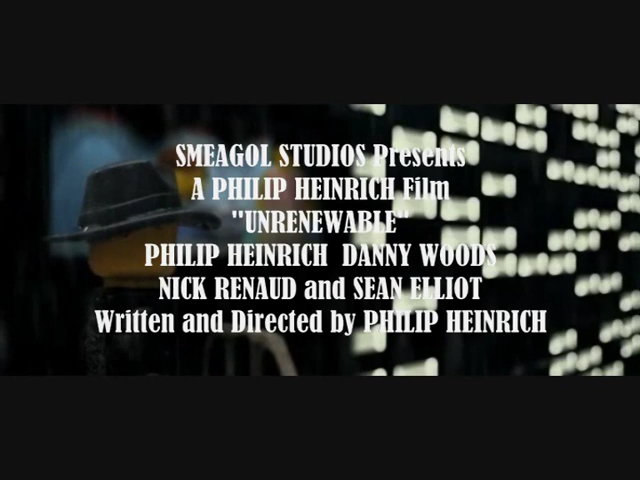 SMEAGOL STUDIOS Presents
A PHILIP HEINRICH Film
"UNRENEWABLE"
PHILIP HEINRICH DANNY WOODS
NICK RENAUD and SEAN ELLIOT
Written and Directed by PHILIP HEINRICH